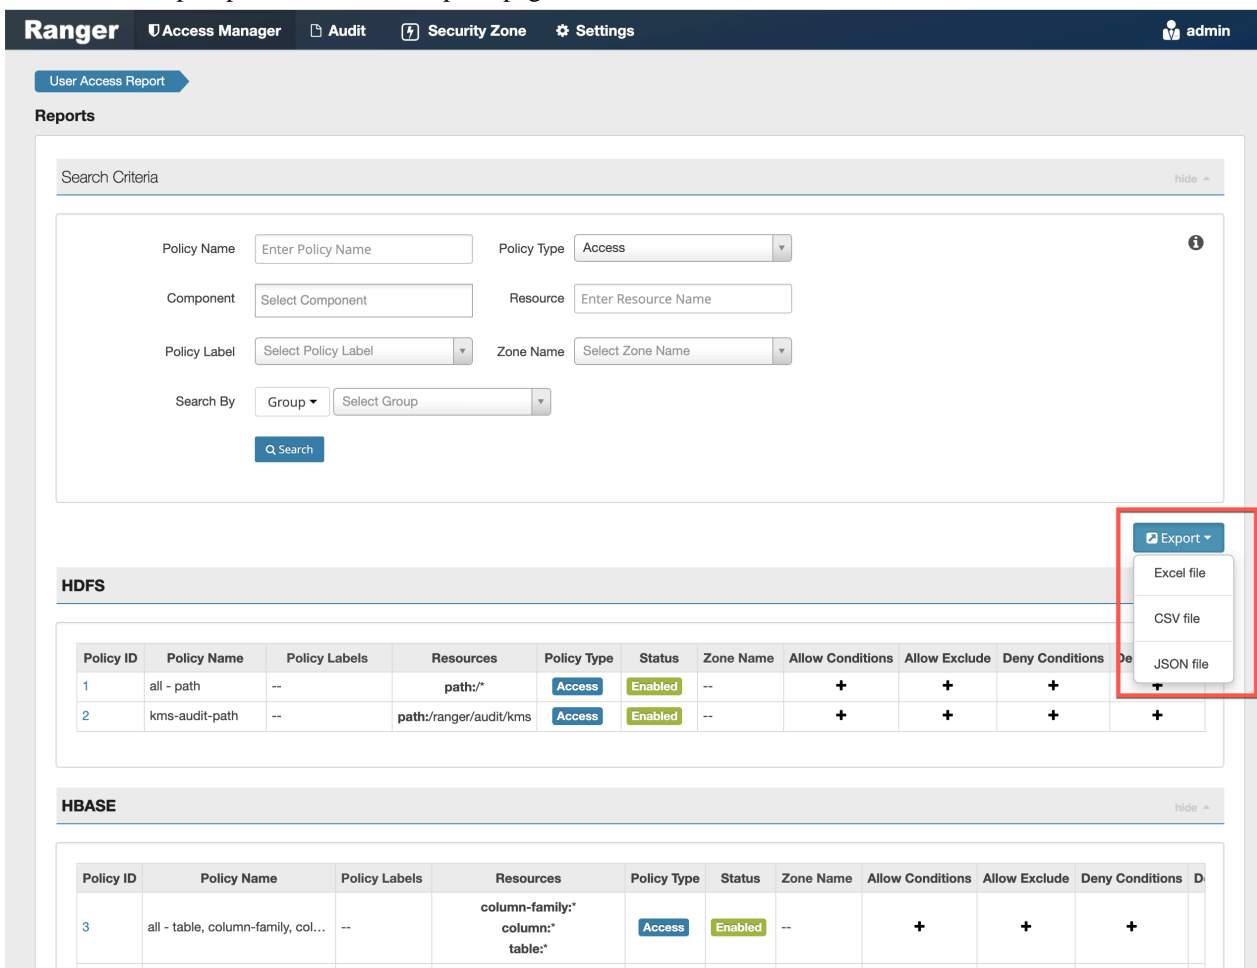 Ranger Access Manager Audit Security Zone Settings admin
User Access Report
Reports
Search Criteria hide
Policy Name Enter Policy Name Policy Type Access
Component Select Component Resource Enter Resource Name
Policy Label Select Policy Label Zone Name Select Zone Name
Search By Group Select Group
Search
Export
Excel file
CSV file
JSON file
HDFS
Policy ID Policy Name Policy Labels Resources Policy Type Status Zone Name Allow Conditions Allow Exclude Deny Conditions De
1 all - path -- path:/* Access Enabled -- + + + +
2 kms-audit-path -- path:/ranger/audit/kms Access Enabled -- + + + +
HBASE hide
Policy ID Policy Name Policy Labels Resources Policy Type Status Zone Name Allow Conditions Allow Exclude Deny Conditions D
column-family:*
3 all - table, column-family, col... -- column:* Access Enabled -- + + +
table:*